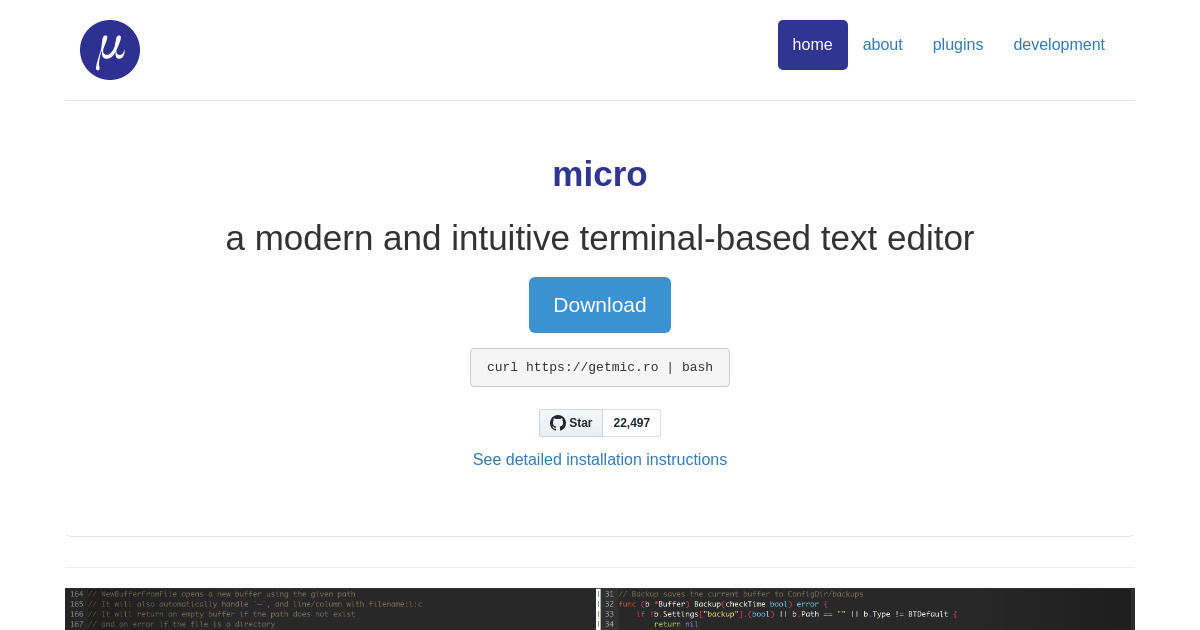 μ
home about plugins development
micro
a modern and intuitive terminal-based text editor
Download
curl https://getmic.ro | bash
Star 22,497
See detailed installation instructions
164 // NewBufferFromFile opens a new buffer using the given path
165 // It will also automatically handle `~`, and line/column with filename:l:c
166 // It will return an empty buffer if the path does not exist
167 // and an error if the file is a directory
31 // Backup saves the current buffer to ConfigDir/backups
32 func (b *Buffer) Backup(checkTime bool) error {
33 if !b.Settings["backup"].(bool) || b.Path == "" || b.Type != BTDefault {
34 return nil